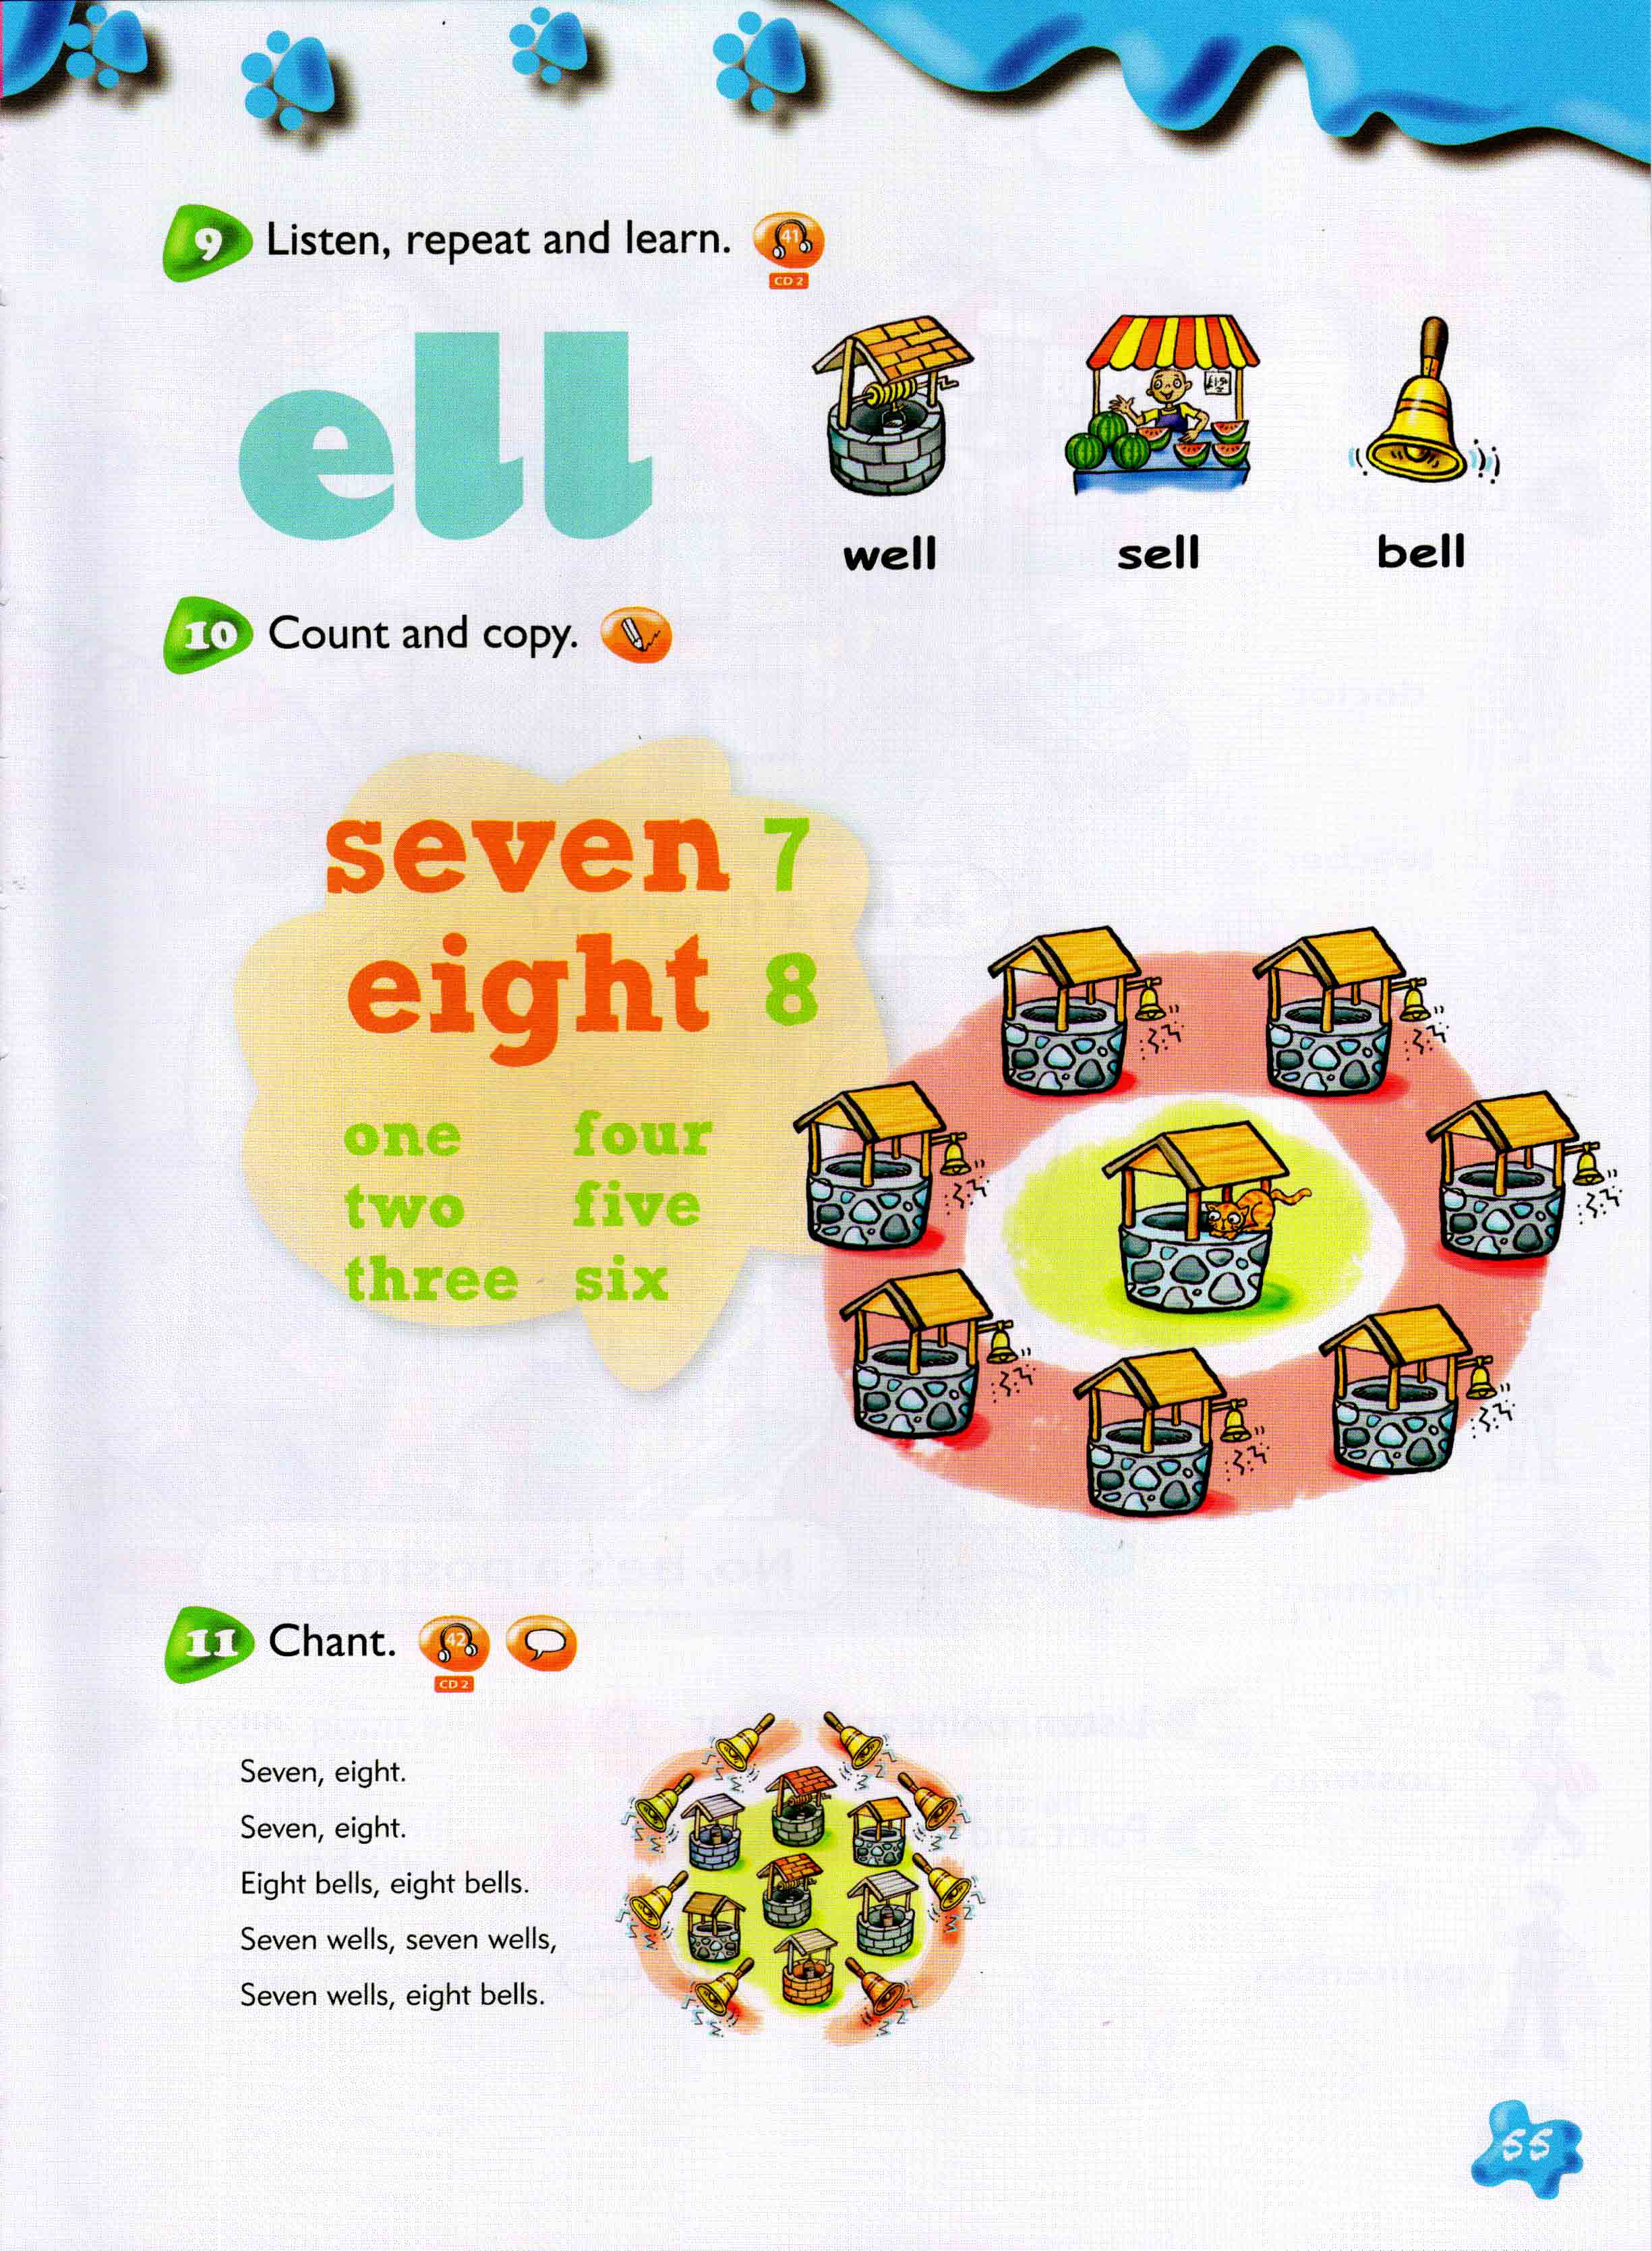 9 Listen, repeat and learn. 41
CD 2
ell
well sell bell
10 Count and copy.
seven 7
eight 8
one four
two five
three six
11 Chant. 42
CD 2
Seven, eight.
Seven, eight.
Eight bells, eight bells.
Seven wells, seven wells,
Seven wells, eight bells.
55